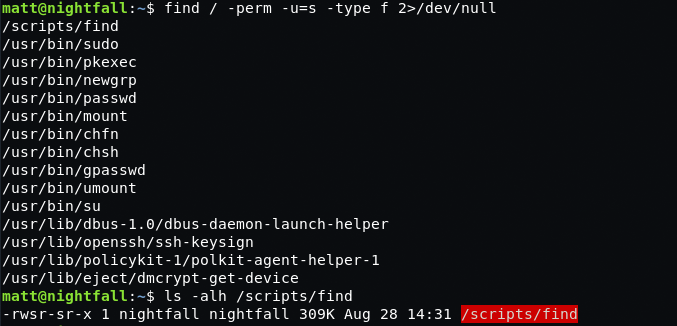 matt@nightfall:~$ find / -perm -u=s -type f 2>/dev/null
/scripts/find
/usr/bin/sudo
/usr/bin/pkexec
/usr/bin/newgrp
/usr/bin/passwd
/usr/bin/mount
/usr/bin/chfn
/usr/bin/chsh
/usr/bin/gpasswd
/usr/bin/umount
/usr/bin/su
/usr/lib/dbus-1.0/dbus-daemon-launch-helper
/usr/lib/openssh/ssh-keysign
/usr/lib/policykit-1/polkit-agent-helper-1
/usr/lib/eject/dmcrypt-get-device
matt@nightfall:~$ ls -alh /scripts/find
-rwsr-sr-x 1 nightfall nightfall 309K Aug 28 14:31 /scripts/find